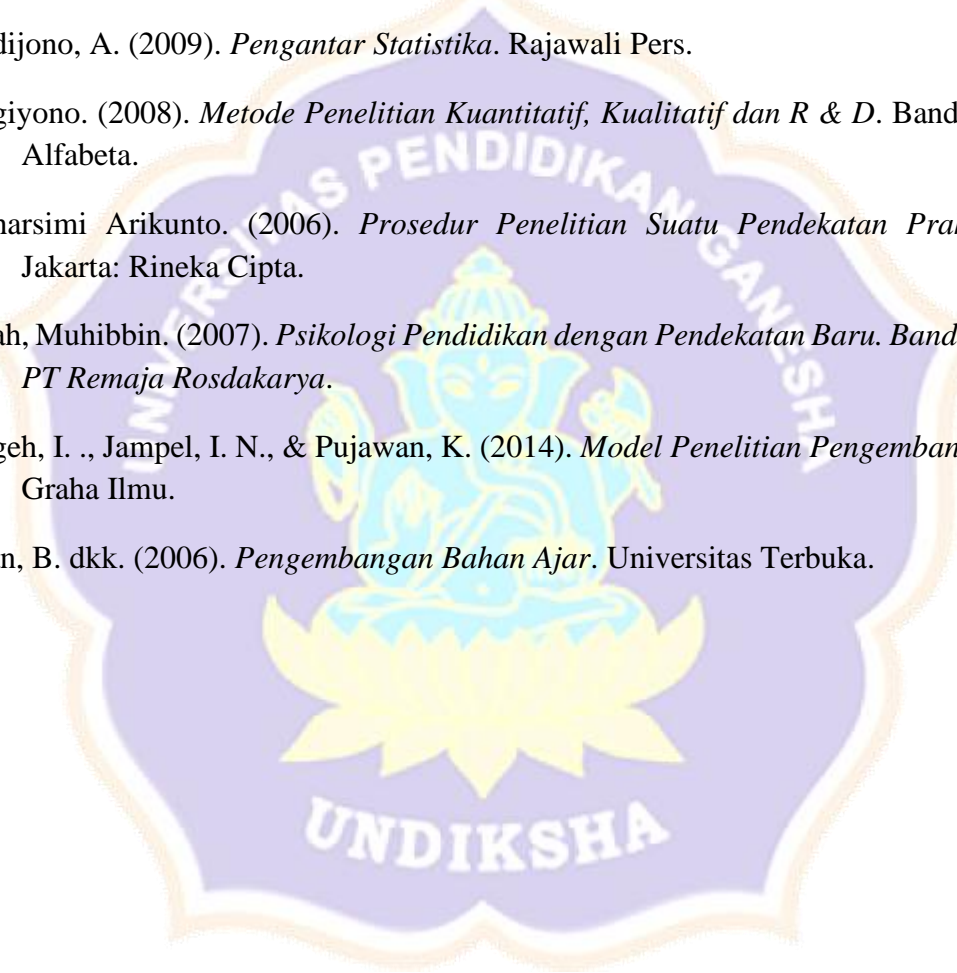 dijono, A. (2009). Pengantar Statistika. Rajawali Pers.
giyono. (2008). Metode Penelitian Kuantitatif, Kualitatif dan R & D. Band
Alfabeta.
harsimi Arikunto. (2006). Prosedur Penelitian Suatu Pendekatan Pra
Jakarta: Rineka Cipta.
ah, Muhibbin. (2007). Psikologi Pendidikan dengan Pendekatan Baru. Band
PT Remaja Rosdakarya.
geh, I. ., Jampel, I. N., & Pujawan, K. (2014). Model Penelitian Pengemban
Graha Ilmu.
n, B. dkk. (2006). Pengembangan Bahan Ajar. Universitas Terbuka.
UNIVERSITAS PENDIDIKAN GANESHA
UNDIKSHA